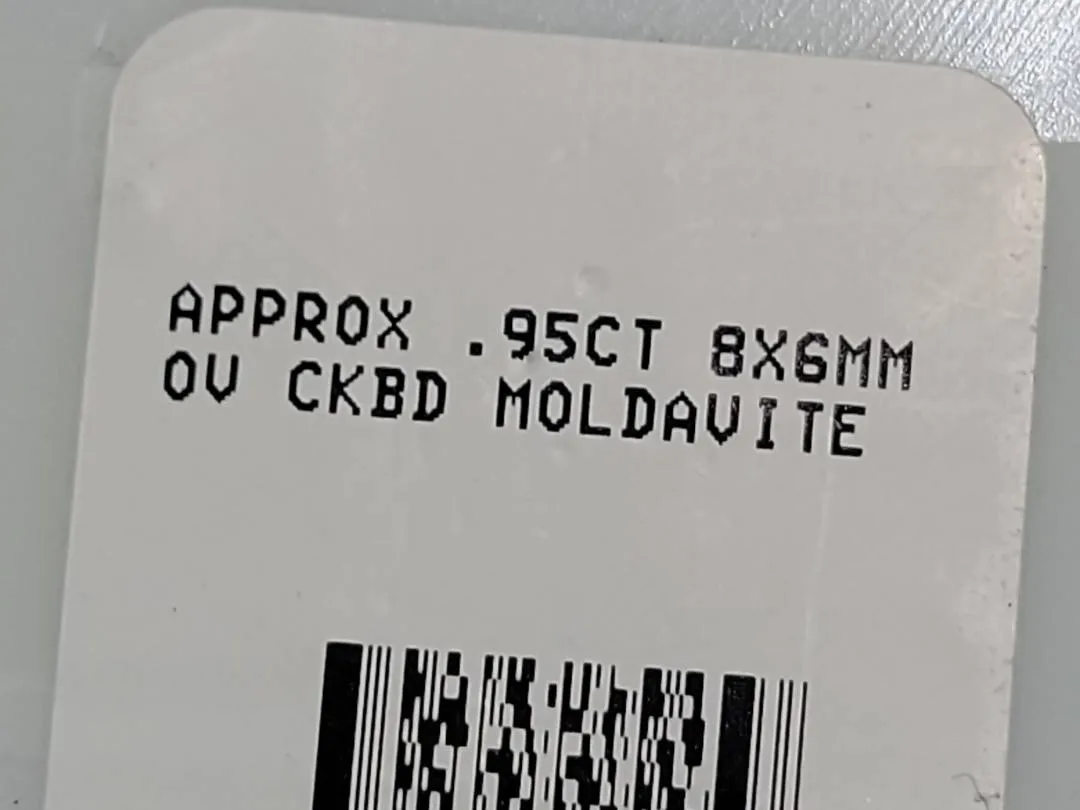 APPROX .95CT 8X6MM
OV CKBD MOLDAVITE